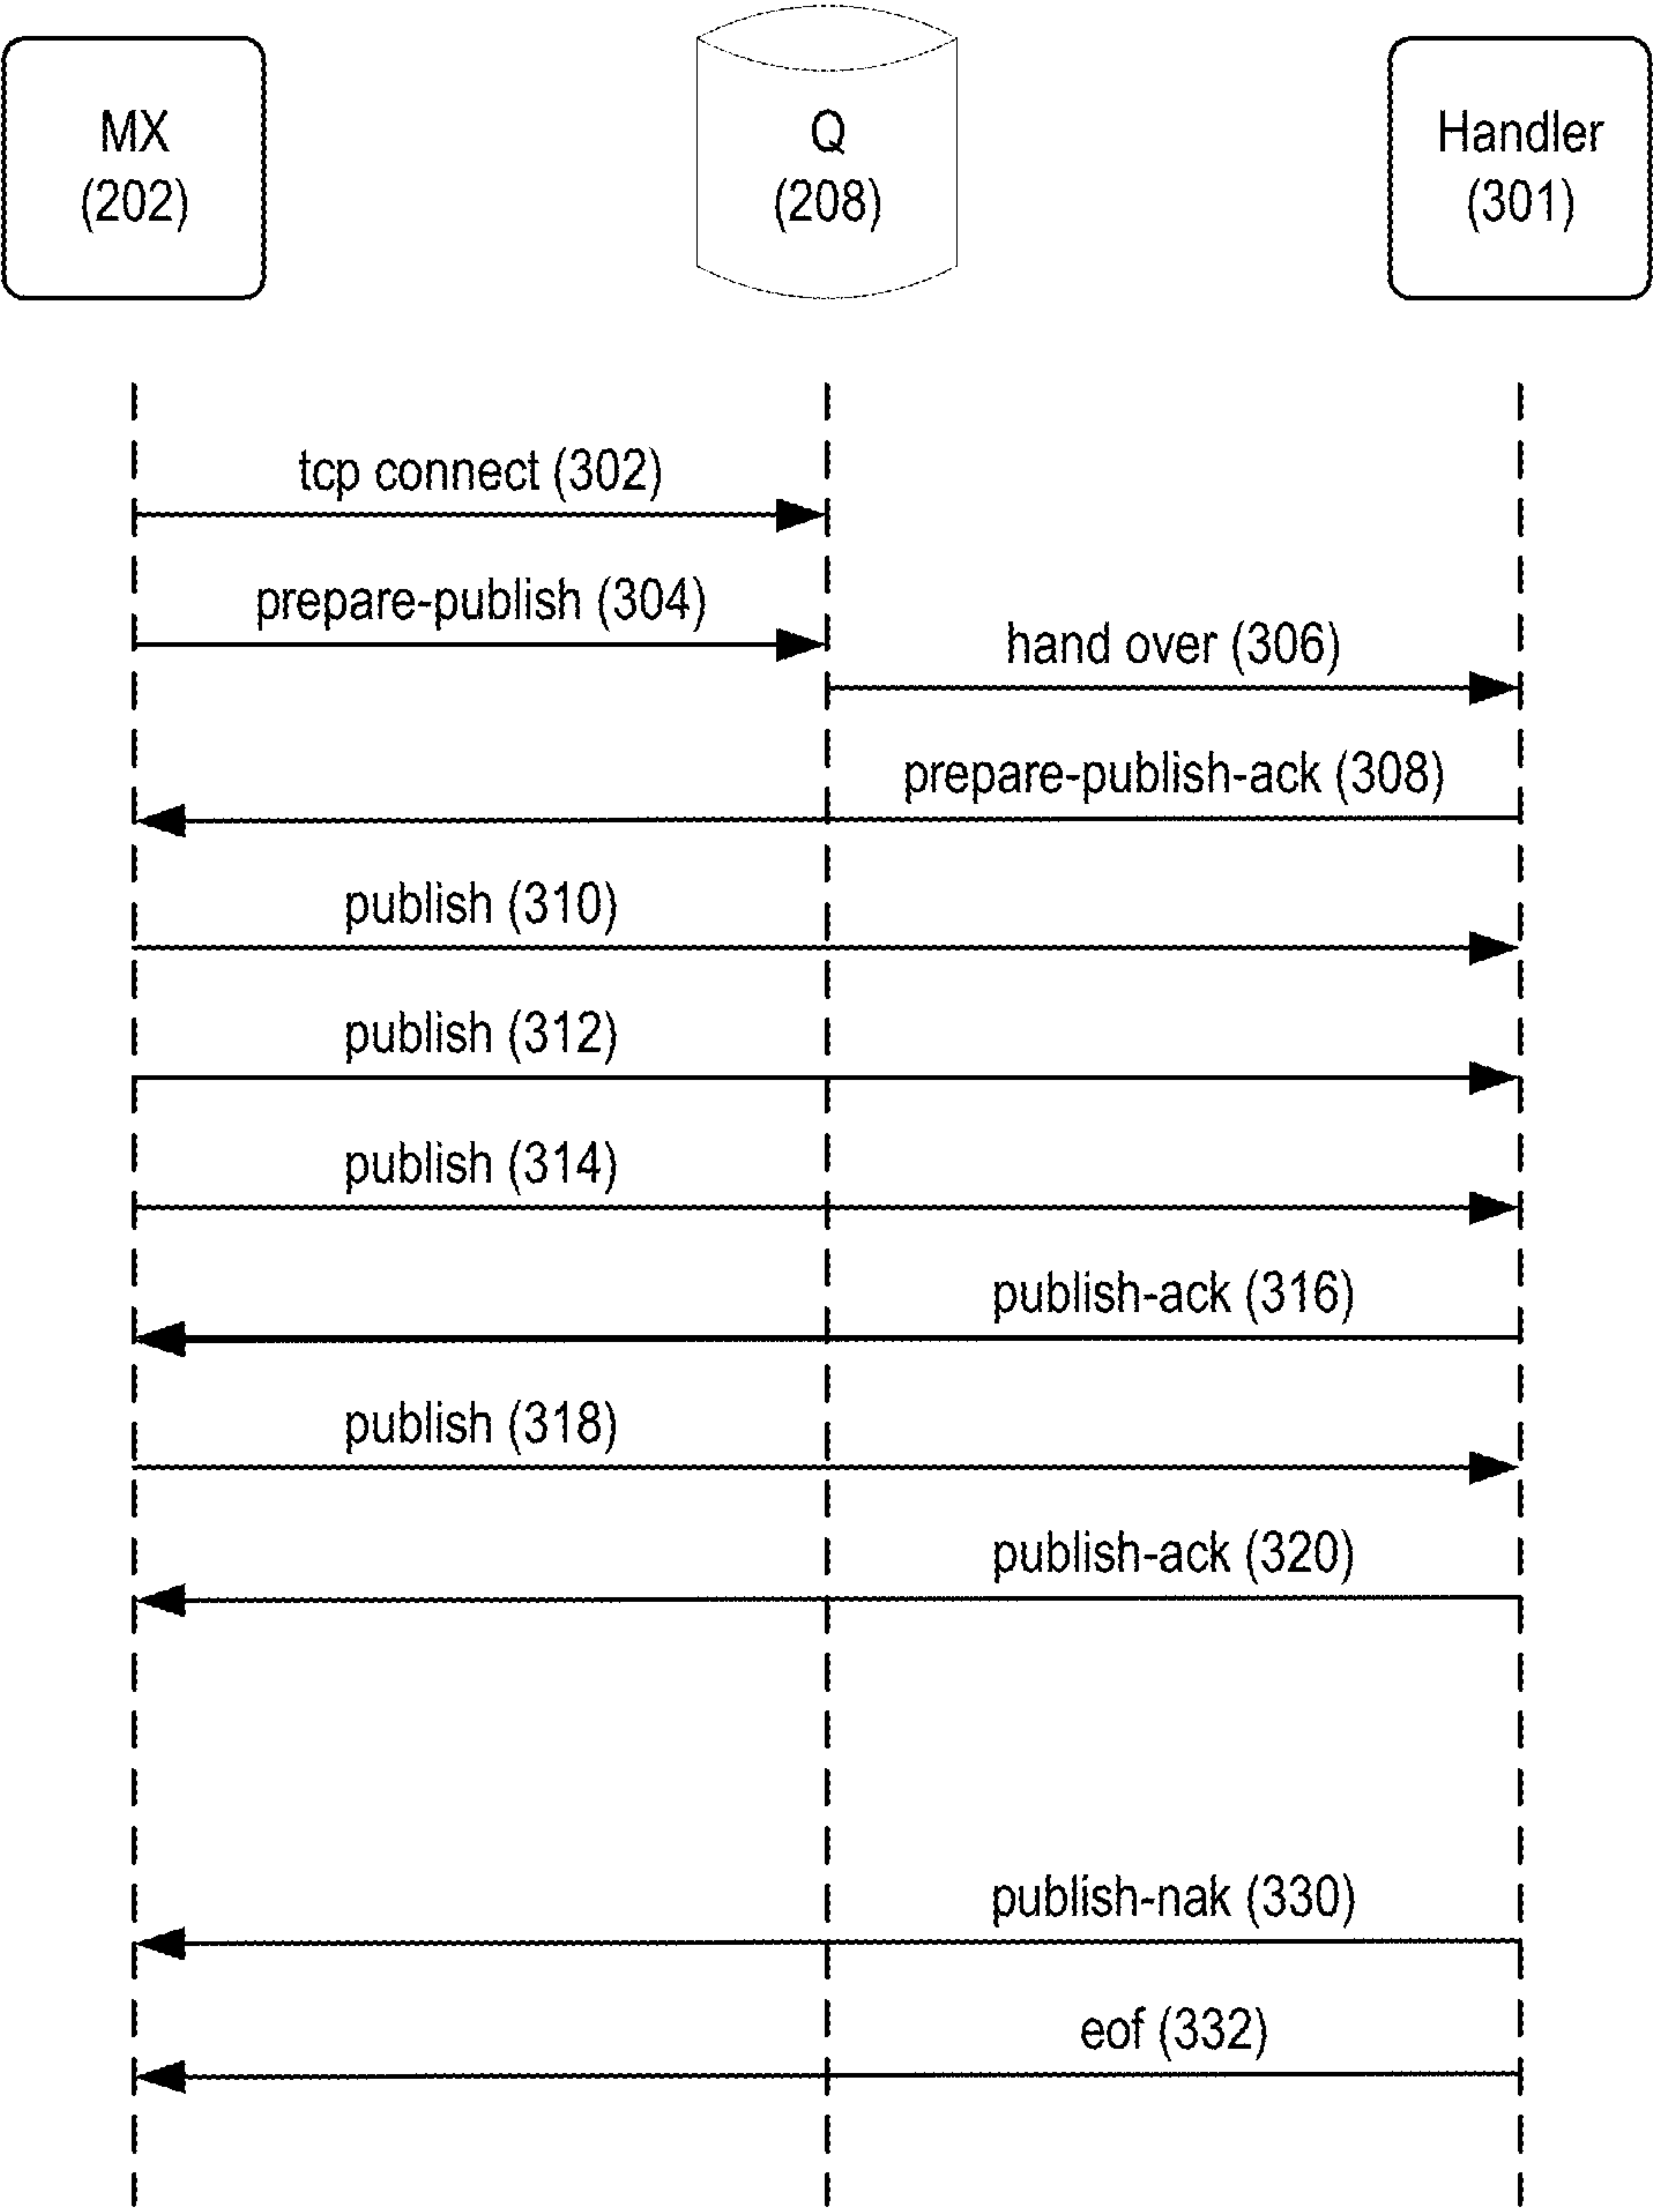 MX
(202)
Q
(208)
Handler
(301)
tcp connect (302)
prepare-publish (304)
hand over (306)
prepare-publish-ack (308)
publish (310)
publish (312)
publish (314)
publish-ack (316)
publish (318)
publish-ack (320)
publish-nak (330)
eof (332)